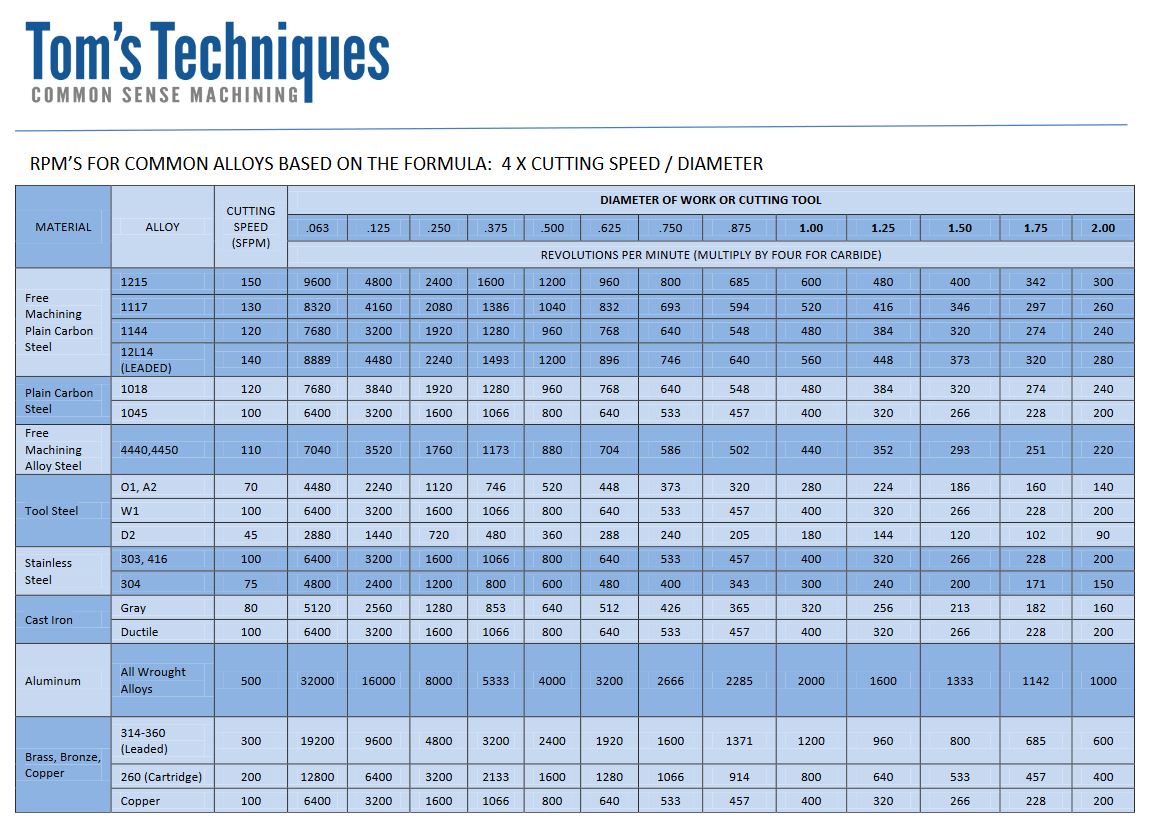 Tom's Techniques
COMMON SENSE MACHINING
RPM'S FOR COMMON ALLOYS BASED ON THE FORMULA: 4 X CUTTING SPEED / DIAMETER
MATERIAL ALLOY CUTTING SPEED (SFPM) DIAMETER OF WORK OR CUTTING TOOL
.063 .125 .250 .375 .500 .625 .750 .875 1.00 1.25 1.50 1.75 2.00
REVOLUTIONS PER MINUTE (MULTIPLY BY FOUR FOR CARBIDE)
Free Machining Plain Carbon Steel
1215 150 9600 4800 2400 1600 1200 960 800 685 600 480 400 342 300
1117 130 8320 4160 2080 1386 1040 832 693 594 520 416 346 297 260
1144 120 7680 3200 1920 1280 960 768 640 548 480 384 320 274 240
12L14 (LEADED) 140 8889 4480 2240 1493 1200 896 746 640 560 448 373 320 280
Plain Carbon Steel
1018 120 7680 3840 1920 1280 960 768 640 548 480 384 320 274 240
1045 100 6400 3200 1600 1066 800 640 533 457 400 320 266 228 200
Free Machining Alloy Steel
4440,4450 110 7040 3520 1760 1173 880 704 586 502 440 352 293 251 220
Tool Steel
O1, A2 70 4480 2240 1120 746 520 448 373 320 280 224 186 160 140
W1 100 6400 3200 1600 1066 800 640 533 457 400 320 266 228 200
D2 45 2880 1440 720 480 360 288 240 205 180 144 120 102 90
Stainless Steel
303, 416 100 6400 3200 1600 1066 800 640 533 457 400 320 266 228 200
304 75 4800 2400 1200 800 600 480 400 343 300 240 200 171 150
Cast Iron
Gray 80 5120 2560 1280 853 640 512 426 365 320 256 213 182 160
Ductile 100 6400 3200 1600 1066 800 640 533 457 400 320 266 228 200
Aluminum
All Wrought Alloys 500 32000 16000 8000 5333 4000 3200 2666 2285 2000 1600 1333 1142 1000
Brass, Bronze, Copper
314-360 (Leaded) 300 19200 9600 4800 3200 2400 1920 1600 1371 1200 960 800 685 600
260 (Cartridge) 200 12800 6400 3200 2133 1600 1280 1066 914 800 640 533 457 400
Copper 100 6400 3200 1600 1066 800 640 533 457 400 320 266 228 200